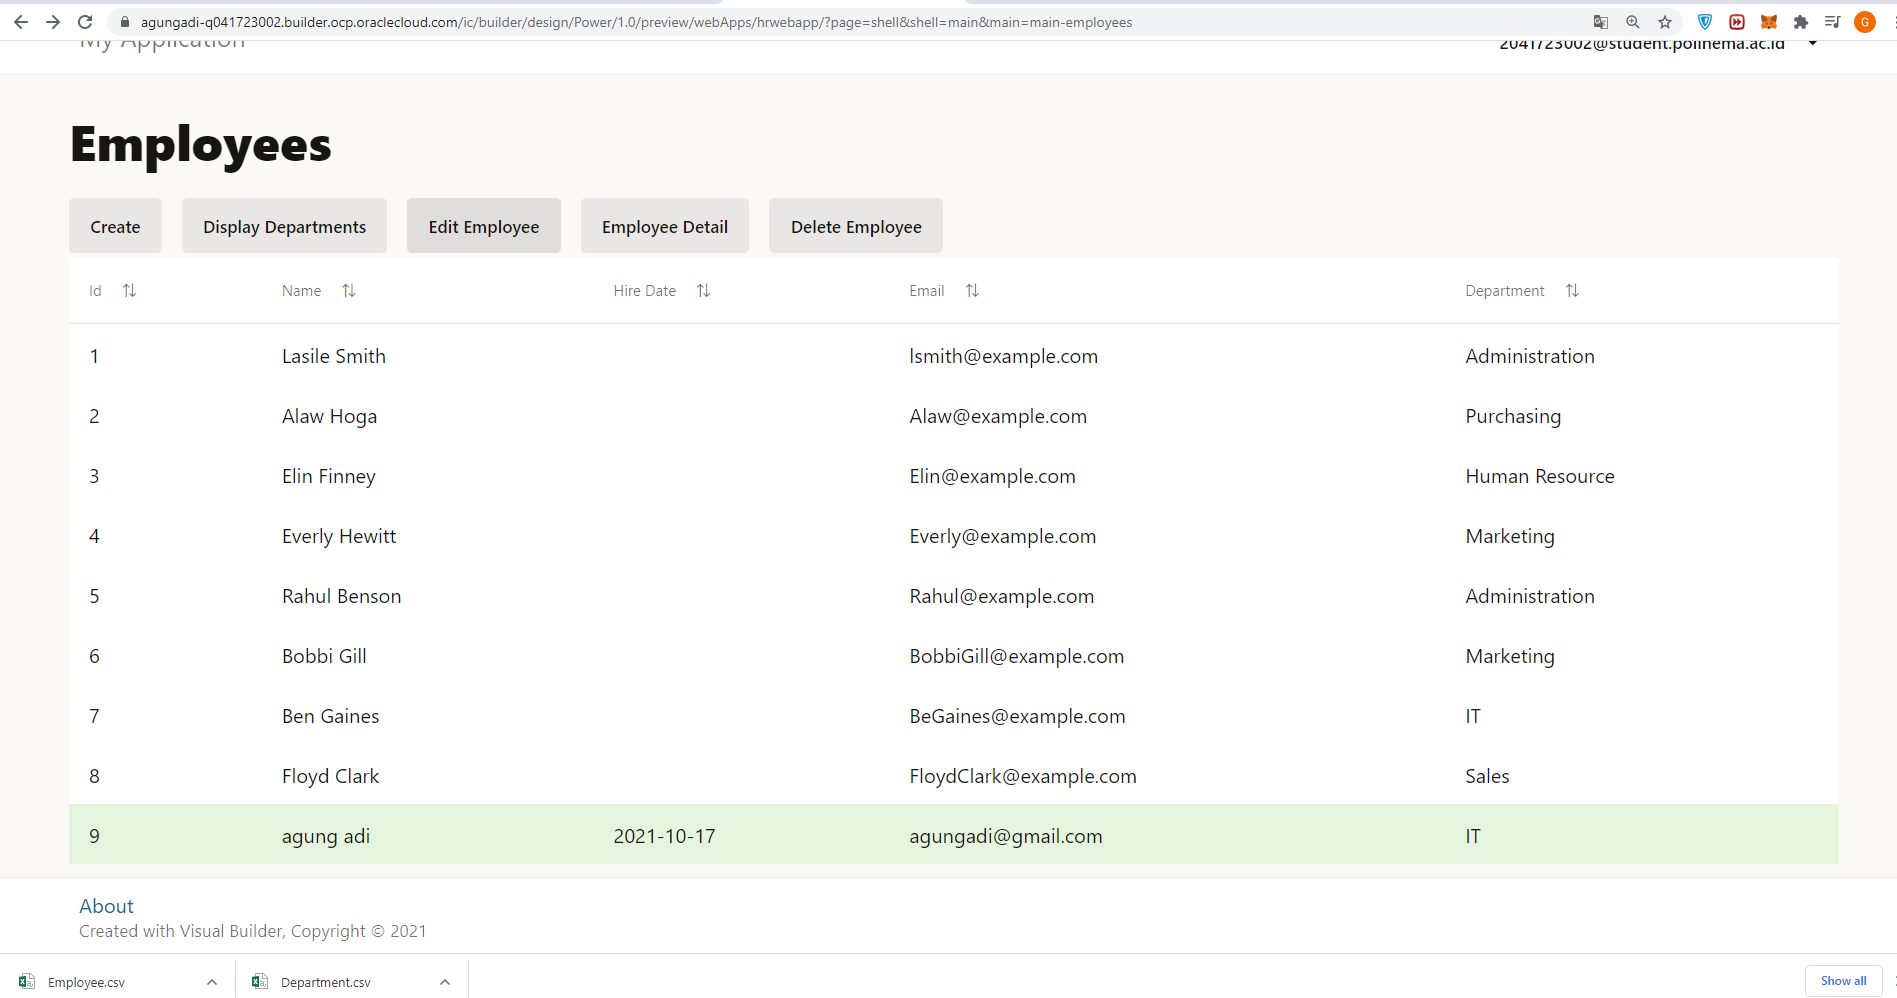 agungadi-q041723002.builder.ocp.oraclecloud.com/ic/builder/design/Power/1.0/preview/webApps/hrwebapp/?page=shell&shell=main&main=main-employees
G
My Application
2041723002@student.polinema.ac.id
Employees
Create Display Departments Edit Employee Employee Detail Delete Employee
Id Name Hire Date Email Department
1 Lasile Smith lsmith@example.com Administration
2 Alaw Hoga Alaw@example.com Purchasing
3 Elin Finney Elin@example.com Human Resource
4 Everly Hewitt Everly@example.com Marketing
5 Rahul Benson Rahul@example.com Administration
6 Bobbi Gill BobbiGill@example.com Marketing
7 Ben Gaines BeGaines@example.com IT
8 Floyd Clark FloydClark@example.com Sales
9 agung adi 2021-10-17 agungadi@gmail.com IT
About
Created with Visual Builder, Copyright © 2021
Employee.csv Department.csv Show all